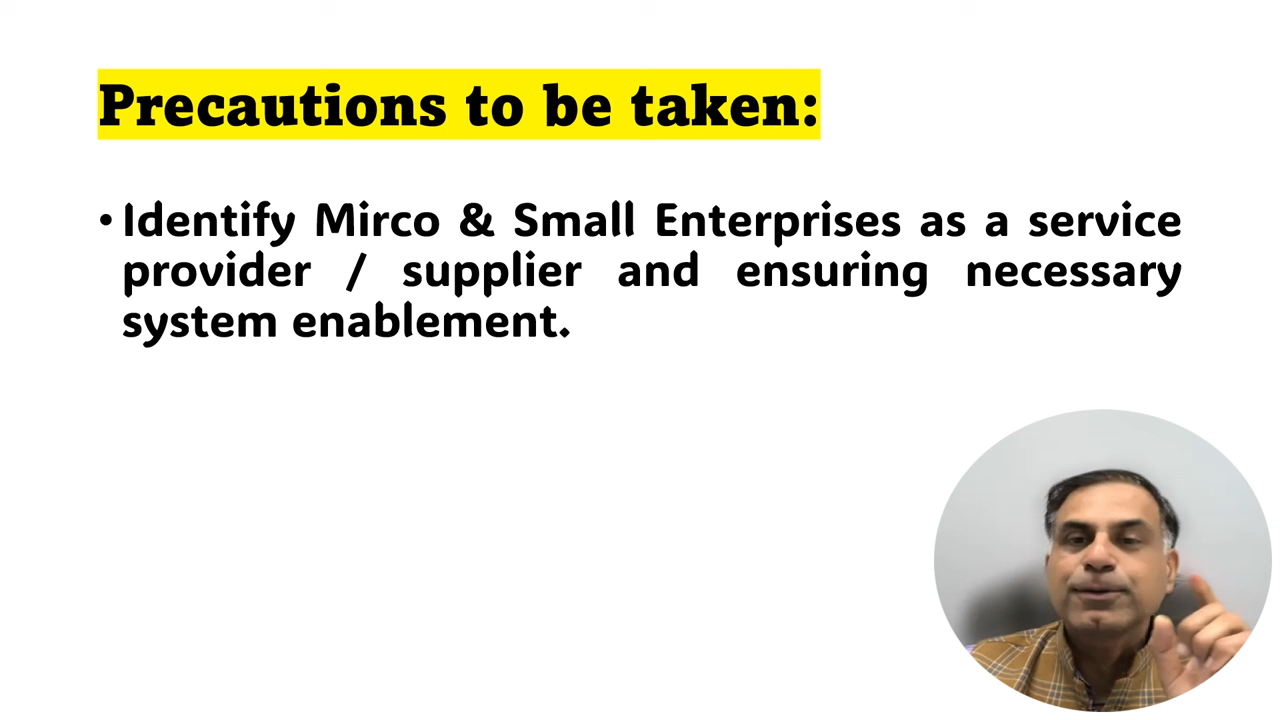 Precautions to be taken:
• Identify Mirco & Small Enterprises as a service
provider / supplier and ensuring necessary
system enablement.